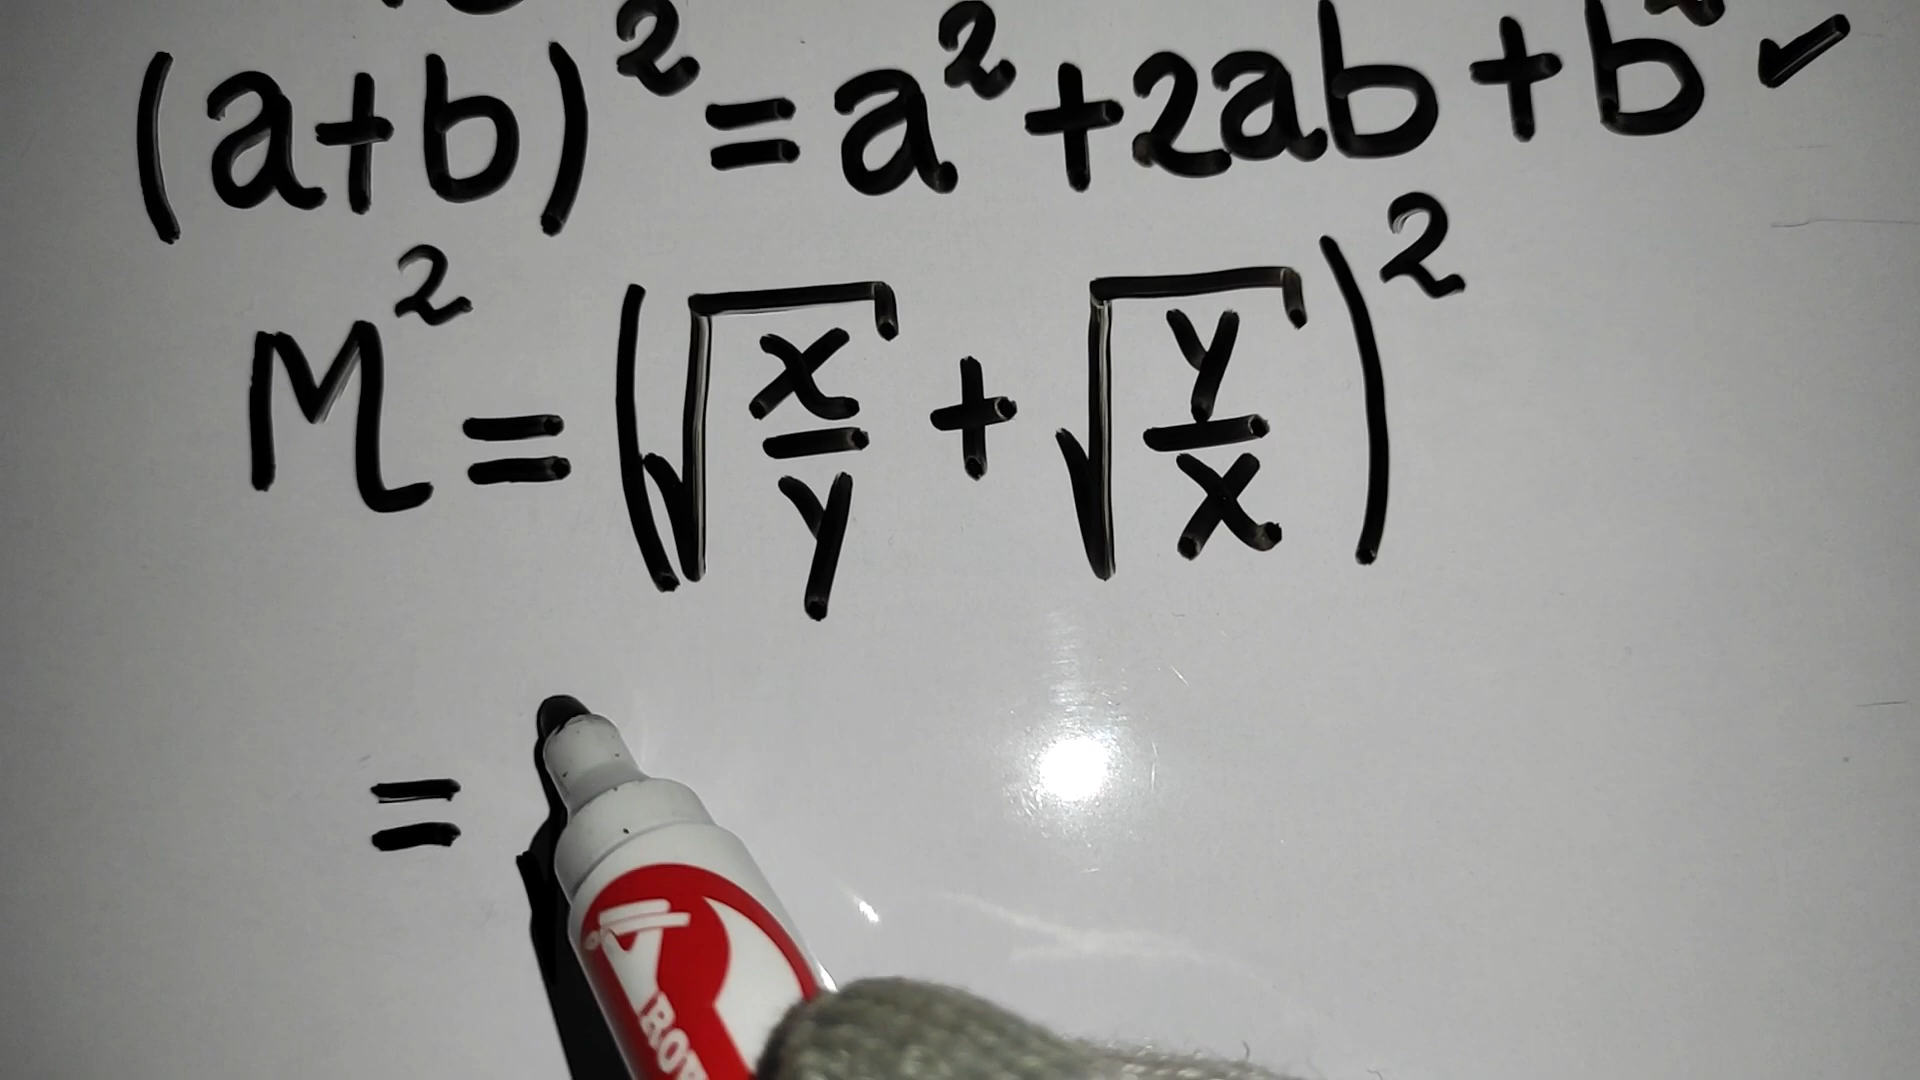 (a+b)² = a² + 2ab + b² ✓
M² = (√(x/y) + √(y/x))²
=